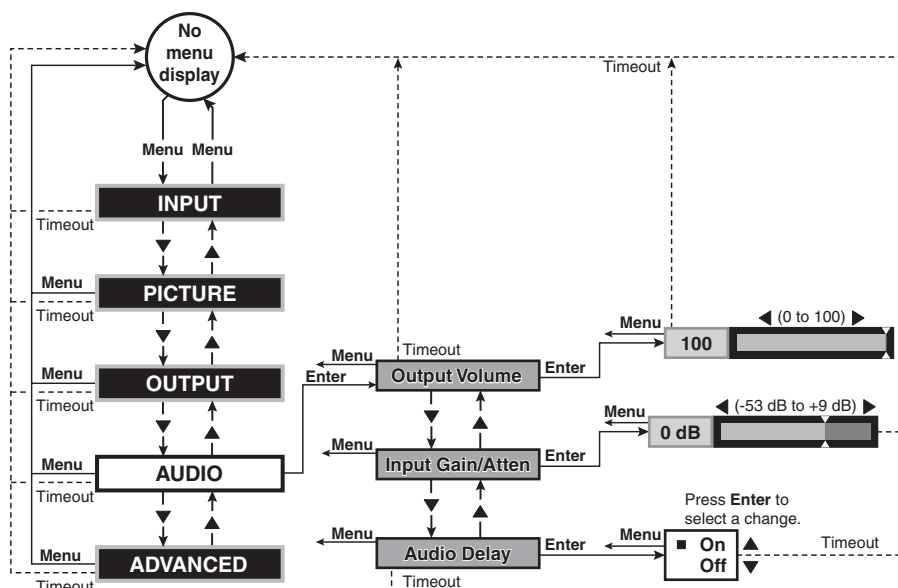 No
menu
display
Timeout
Menu Menu
INPUT
Timeout
Menu
PICTURE
Timeout
Menu
OUTPUT
Timeout
Menu
AUDIO
Timeout
Menu
ADVANCED
Timeout
Menu
Timeout
Enter
Output Volume
Enter
Menu
(0 to 100)
100
Menu
Input Gain/Atten
Enter
Menu
(-53 dB to +9 dB)
0 dB
Menu
Audio Delay
Enter
Timeout
Press Enter to
select a change.
Menu
On
Off
Timeout